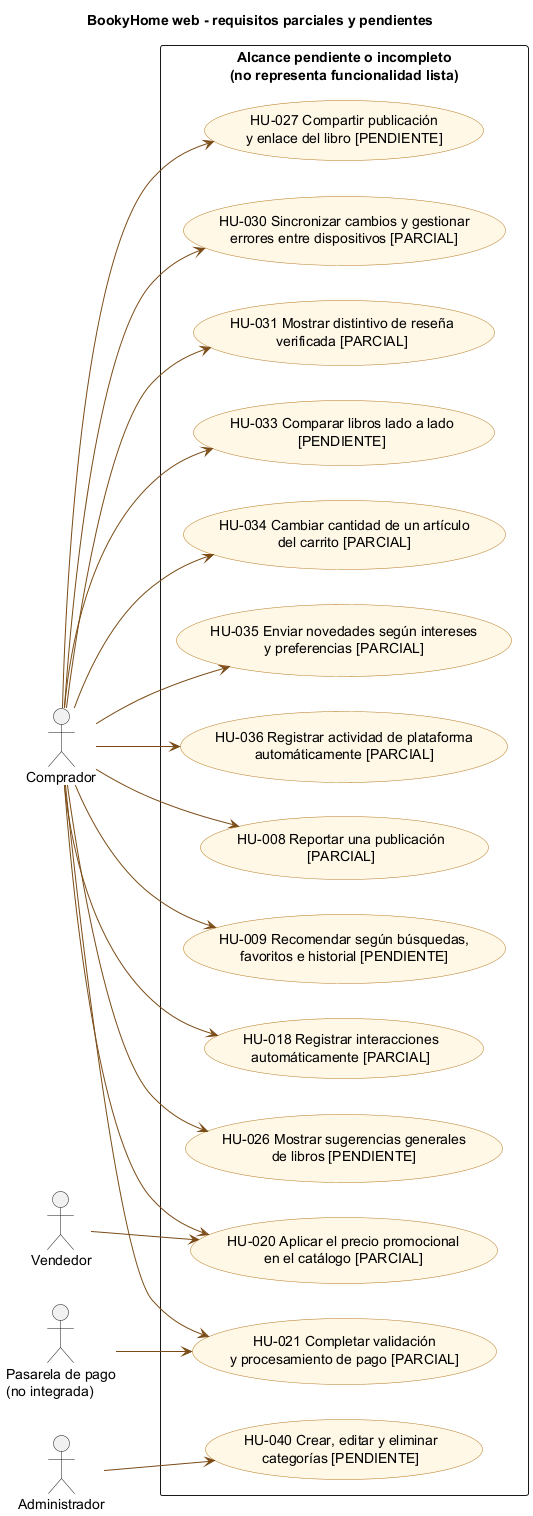 BookyHome web - requisitos parciales y pendientes
Alcance pendiente o incompleto
(no representa funcionalidad lista)
HU-027 Compartir publicación
y enlace del libro [PENDIENTE]
HU-030 Sincronizar cambios y gestionar
errores entre dispositivos [PARCIAL]
HU-031 Mostrar distintivo de reseña
verificada [PARCIAL]
HU-033 Comparar libros lado a lado
[PENDIENTE]
HU-034 Cambiar cantidad de un artículo
del carrito [PARCIAL]
HU-035 Enviar novedades según intereses
y preferencias [PARCIAL]
HU-036 Registrar actividad de plataforma
automáticamente [PARCIAL]
Comprador
HU-008 Reportar una publicación
[PARCIAL]
HU-009 Recomendar según búsquedas,
favoritos e historial [PENDIENTE]
HU-018 Registrar interacciones
automáticamente [PARCIAL]
HU-026 Mostrar sugerencias generales
de libros [PENDIENTE]
HU-020 Aplicar el precio promocional
en el catálogo [PARCIAL]
Vendedor
HU-021 Completar validación
y procesamiento de pago [PARCIAL]
Pasarela de pago
(no integrada)
HU-040 Crear, editar y eliminar
categorías [PENDIENTE]
Administrador